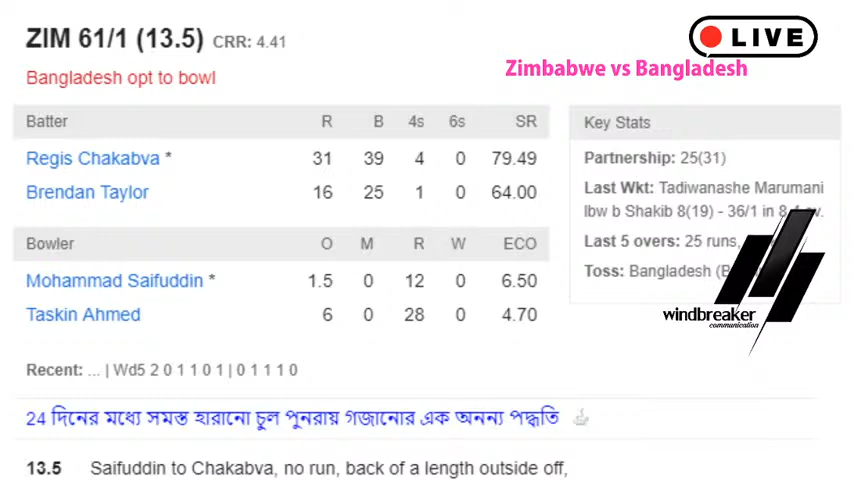 ZIM 61/1 (13.5) CRR: 4.41
LIVE
Zimbabwe vs Bangladesh
Bangladesh opt to bowl
Batter R B 4s 6s SR
Regis Chakabva * 31 39 4 0 79.49
Brendan Taylor 16 25 1 0 64.00
Bowler O M R W ECO
Mohammad Saifuddin * 1.5 0 12 0 6.50
Taskin Ahmed 6 0 28 0 4.70
Key Stats
Partnership: 25(31)
Last Wkt: Tadiwanashe Marumani
lbw b Shakib 8(19) - 36/1 in 8.4 ov.
Last 5 overs: 25 runs,
Toss: Bangladesh
windbreaker
communication
Recent: ... | Wd5 2 0 1 1 0 1 | 0 1 1 1 0
24 দিনের মধ্যে সমস্ত হারানো চুল পুনরায় গজানোর এক অনন্য পদ্ধতি
13.5 Saifuddin to Chakabva, no run, back of a length outside off,